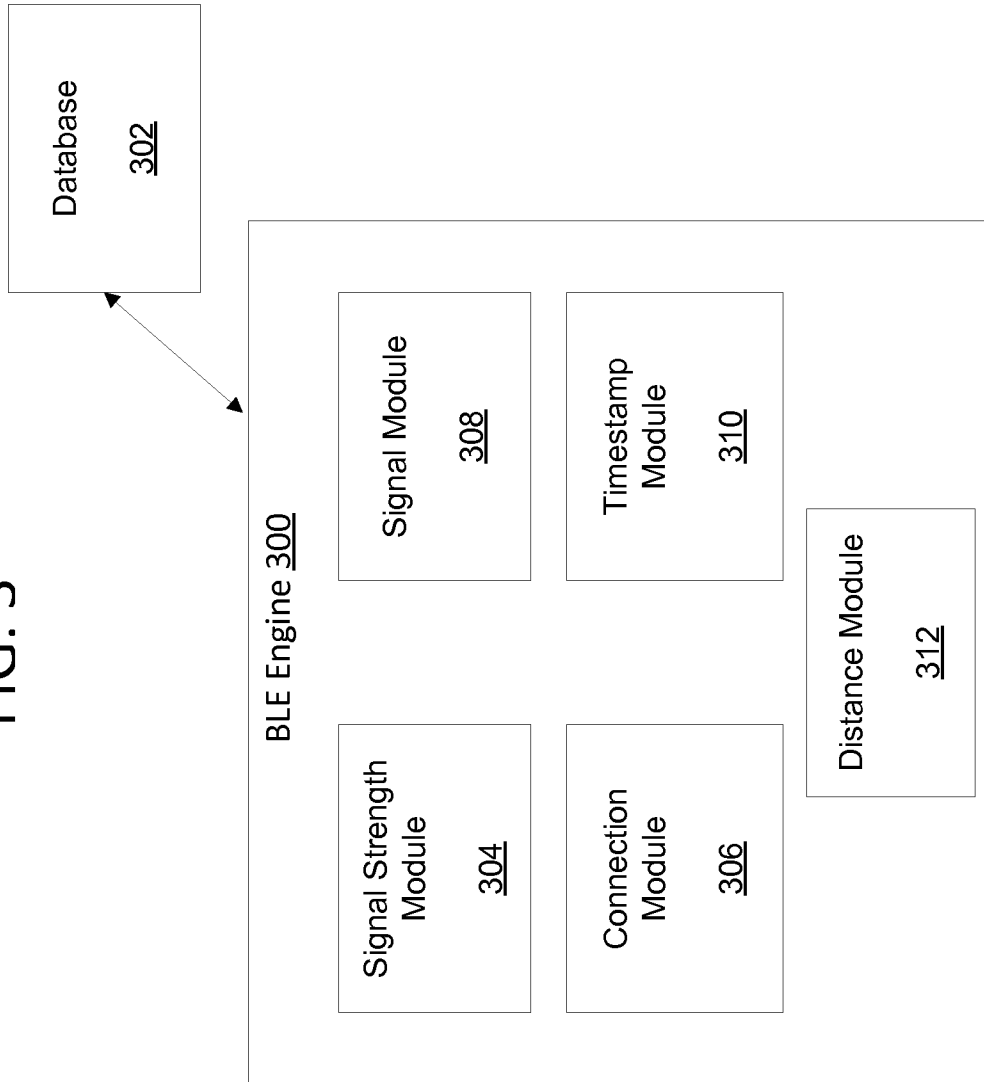 FIG. 3
Database
302
BLE Engine 300
Signal Strength
Module
304
Signal Module
308
Connection
Module
306
Timestamp
Module
310
Distance Module
312